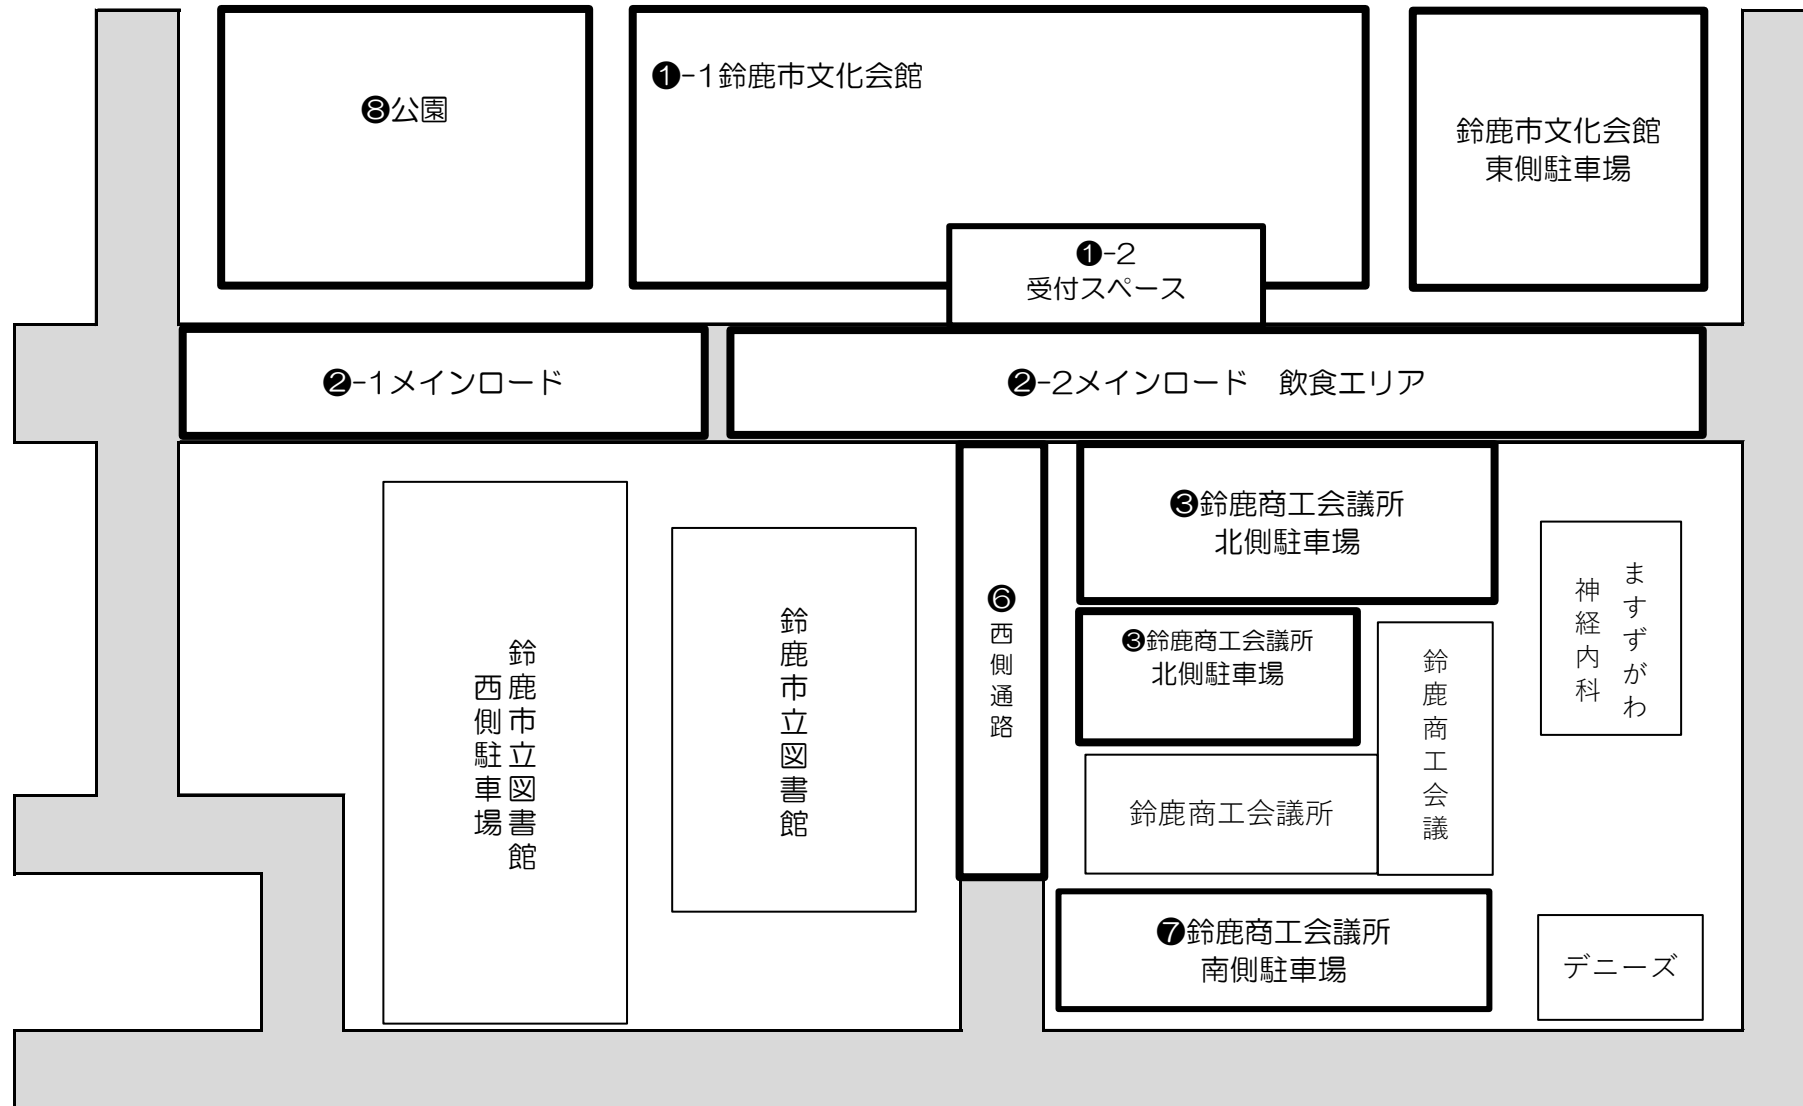 ❽公園
❶-1鈴鹿市文化会館
鈴鹿市文化会館
東側駐車場
❶-2
受付スペース
❷-1メインロード
❷-2メインロード　飲食エリア
鈴鹿市立図書館
西側駐車場
鈴鹿市立図書館
❻西側通路
❸鈴鹿商工会議所
北側駐車場
❸鈴鹿商工会議所
北側駐車場
鈴鹿商工会議所
鈴鹿商工会議
ますずがわ
神経内科
❼鈴鹿商工会議所
南側駐車場
デニーズ